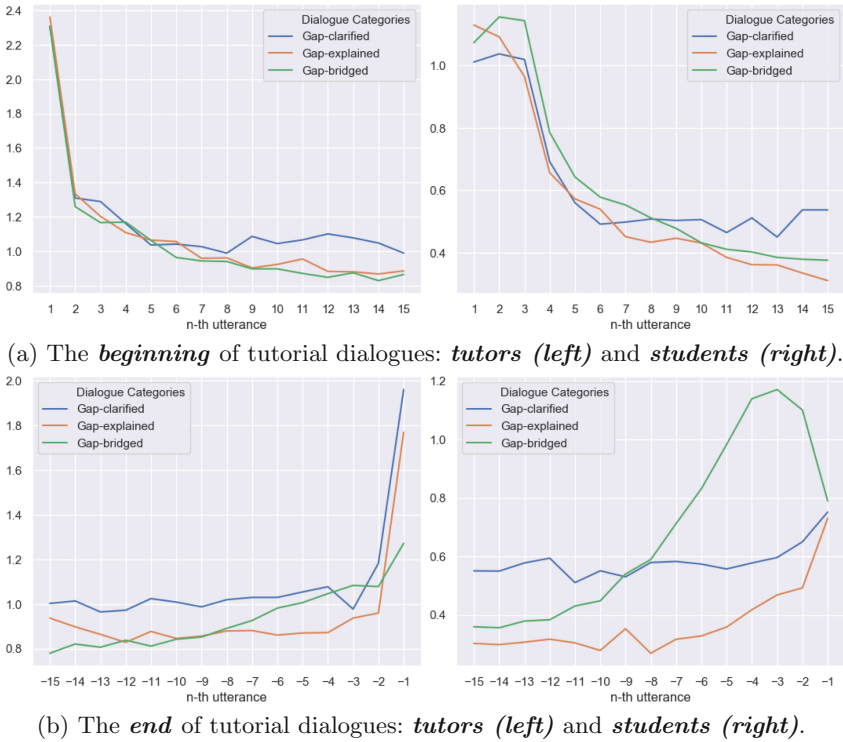 2.4
2.2
2.0
1.8
1.6
1.4
1.2
1.0
0.8
Dialogue Categories
Gap-clarified
Gap-explained
Gap-bridged
1 2 3 4 5 6 7 8 9 10 11 12 13 14 15
n-th utterance
1.0
0.8
0.6
0.4
Dialogue Categories
Gap-clarified
Gap-explained
Gap-bridged
1 2 3 4 5 6 7 8 9 10 11 12 13 14 15
n-th utterance
(a) The beginning of tutorial dialogues: tutors (left) and students (right).
2.0
1.8
1.6
1.4
1.2
1.0
0.8
Dialogue Categories
Gap-clarified
Gap-explained
Gap-bridged
−15 −14 −13 −12 −11 −10 −9 −8 −7 −6 −5 −4 −3 −2 −1
n-th utterance
1.2
1.0
0.8
0.6
0.4
Dialogue Categories
Gap-clarified
Gap-explained
Gap-bridged
−15 −14 −13 −12 −11 −10 −9 −8 −7 −6 −5 −4 −3 −2 −1
n-th utterance
(b) The end of tutorial dialogues: tutors (left) and students (right).